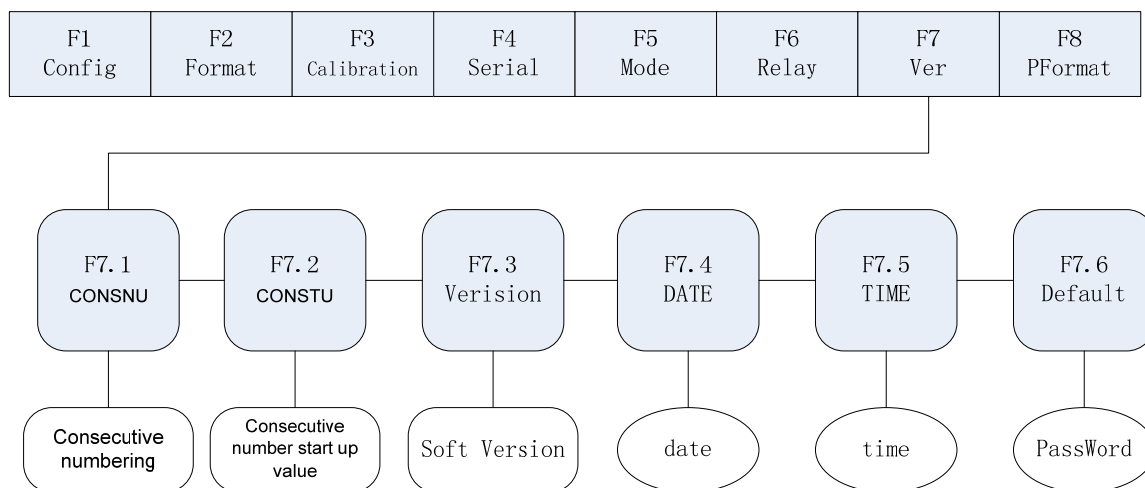 F1 F2 F3 F4 F5 F6 F7 F8
Config Format Calibration Serial Mode Relay Ver PFormat
F7.1 F7.2 F7.3 F7.4 F7.5 F7.6
CONSNU CONSTU Verision DATE TIME Default
Consecutive
numbering
Consecutive
number start up
value
Soft Version
date
time
PassWord